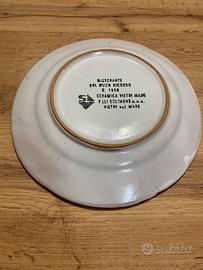 RISTORANTE
DEL BUON RICORDO
CERAMICA VIETRI MARE
F.LLI SOLIMENE s.n.c.
VIETRI sul MARE
subito